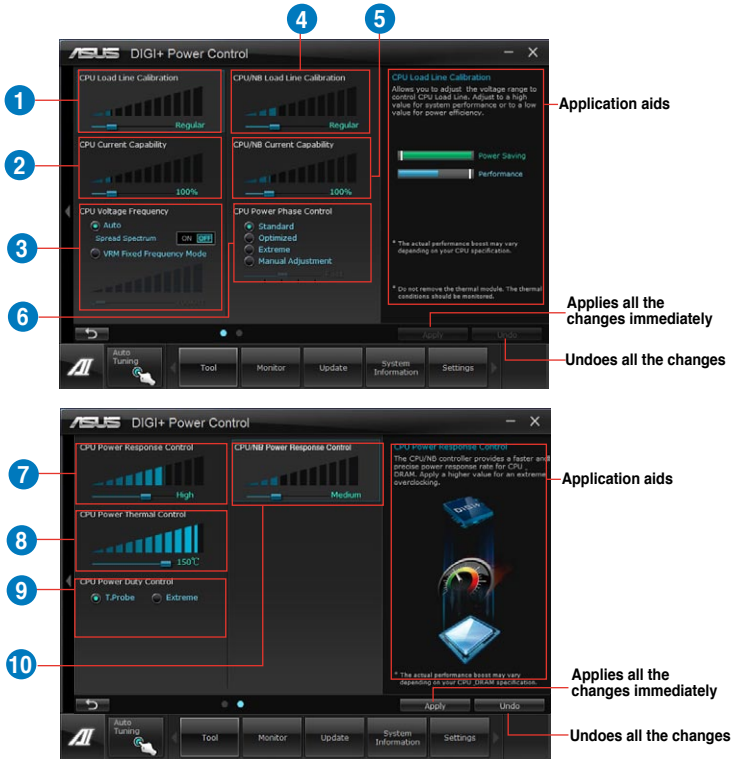 4
5
ASUS DIGI+ Power Control
1
CPU Load Line Calibration
Regular
CPU/NB Load Line Calibration
Regular
CPU Load Line Calibration
Allows you to adjust the voltage range to
control CPU Load Line. Adjust to a high
value for system performance or to a low
value for power efficiency.
Application aids
2
CPU Current Capability
100%
CPU/NB Current Capability
100%
Power Saving
Performance
3
CPU Voltage Frequency
Auto
Spread Spectrum ON OFF
VRM Fixed Frequency Mode
6
CPU Power Phase Control
Standard
Optimized
Extreme
Manual Adjustment
Fast
* The actual performance boost may vary
depending on your CPU specification.
* Do not remove the thermal module. The thermal
conditions should be monitored.
Apply
Undo
Applies all the
changes immediately
Undoes all the changes
AI
Auto
Tuning
Tool
Monitor
Update
System
Information
Settings
ASUS DIGI+ Power Control
7
CPU Power Response Control
High
CPU/NB Power Response Control
Medium
CPU Power Response Control
The CPU/NB controller provides a faster and
precise power response rate for CPU ,
DRAM. Apply a higher value for an extreme
overclocking.
DIGI+
Application aids
8
CPU Power Thermal Control
150℃
9
CPU Power Duty Control
T.Probe
Extreme
10
* The actual performance boost may vary
depending on your CPU ,DRAM specification.
Apply
Undo
Applies all the
changes immediately
Undoes all the changes
AI
Auto
Tuning
Tool
Monitor
Update
System
Information
Settings